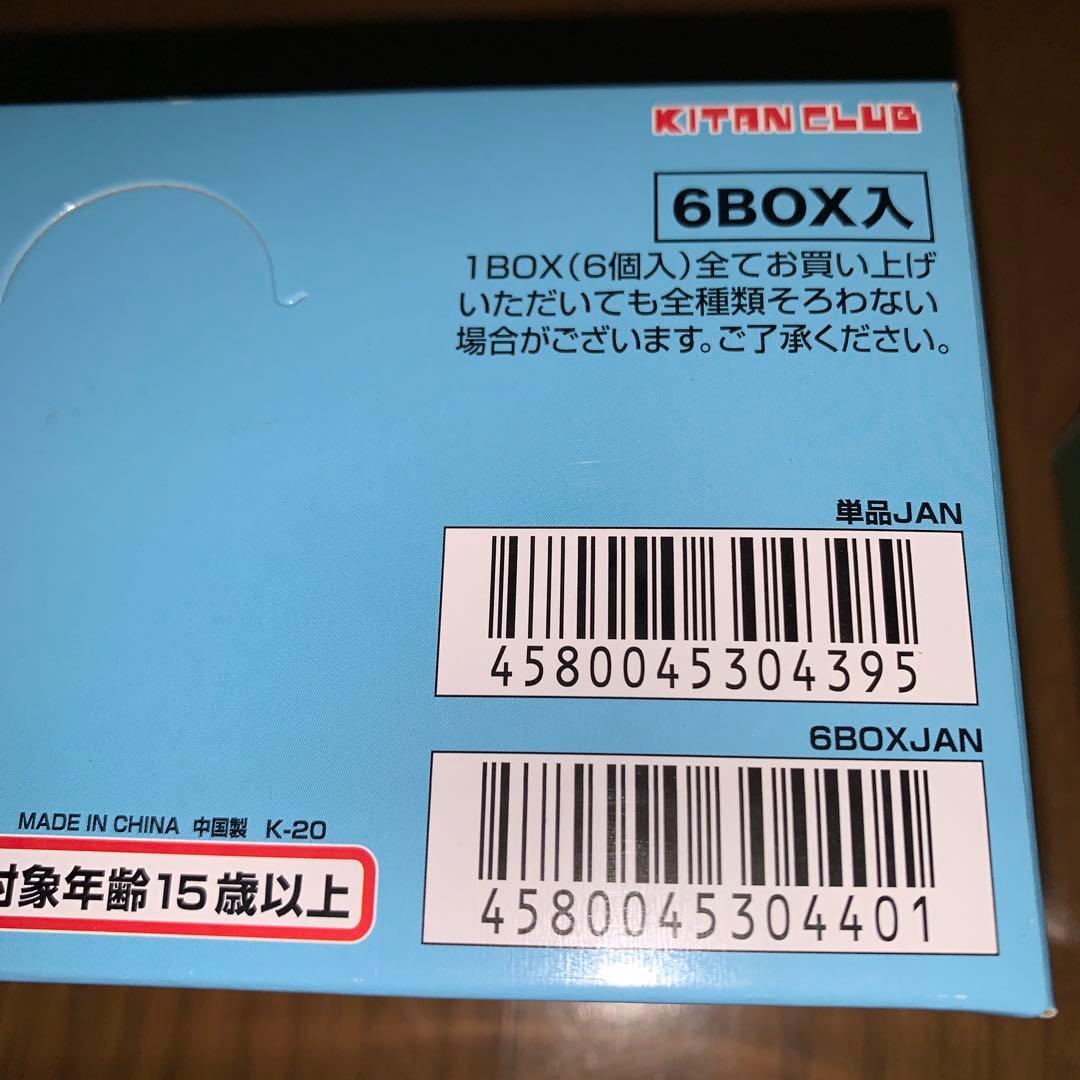 KITAN CLUB
6BOX入
1BOX(6個入)全てお買い上げ
いただいても全種類そろわない
場合がございます。ご了承ください。
単品JAN
4580045304395
6BOXJAN
4580045304401
MADE IN CHINA 中国製 K-20
対象年齢15歳以上